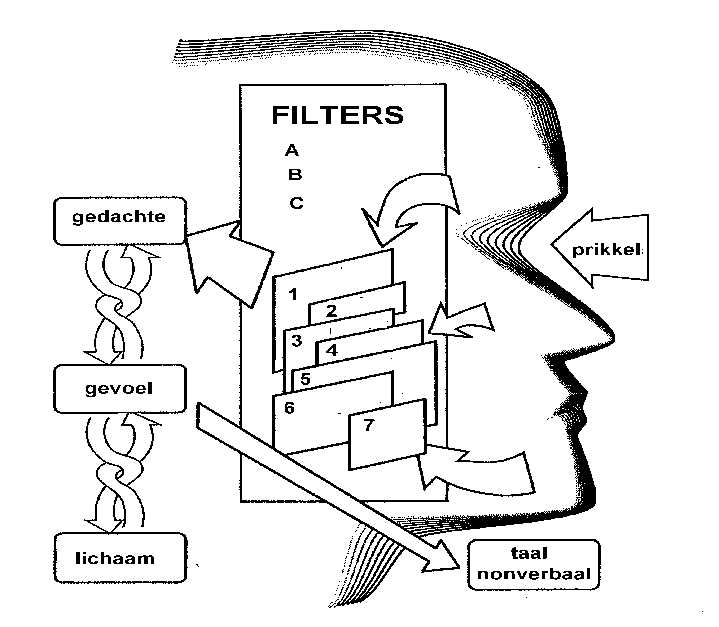 FILTERS
A
B
C
gedachte
prikkel
1
2
3
4
5
6
7
gevoel
lichaam
taal
nonverbaal